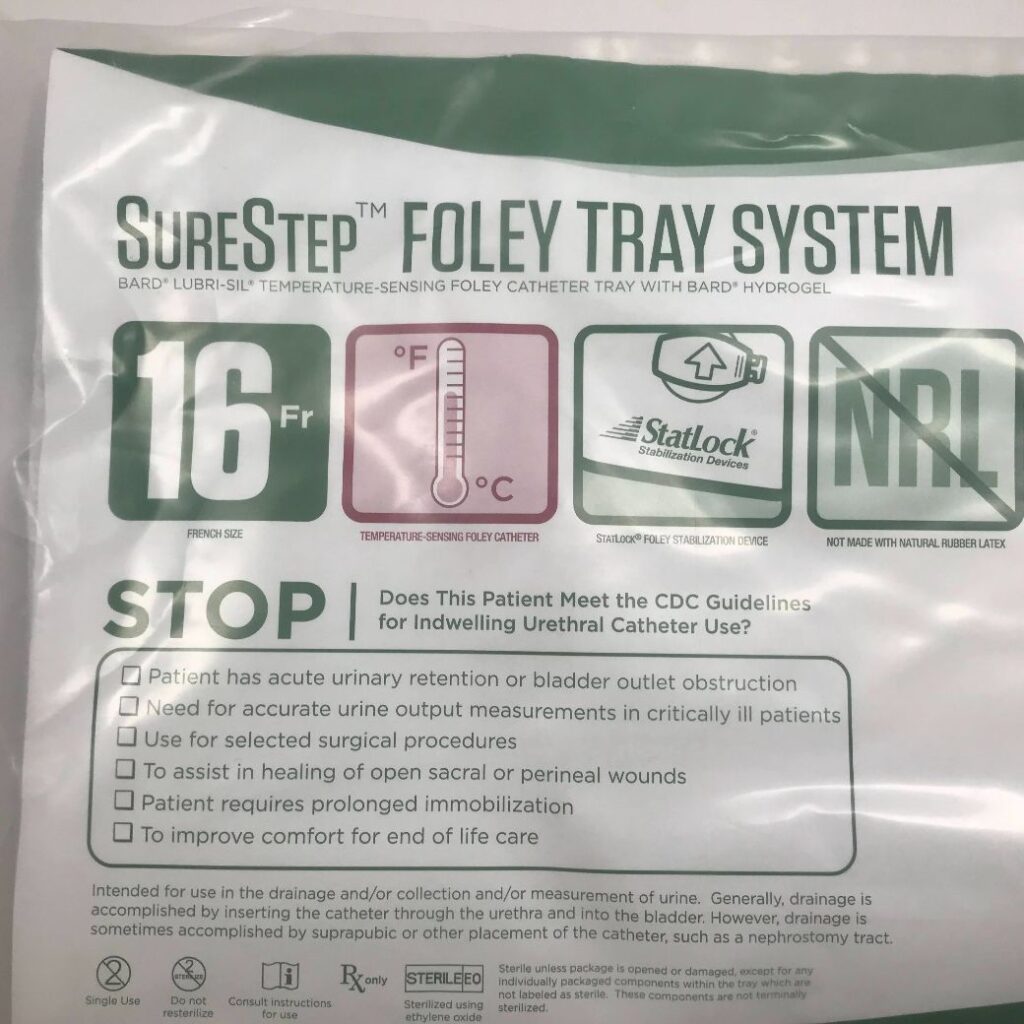 SURESTEP™ FOLEY TRAY SYSTEM
BARD® LUBRI-SIL® TEMPERATURE-SENSING FOLEY CATHETER TRAY WITH BARD® HYDROGEL
16 Fr
FRENCH SIZE
°F
°C
TEMPERATURE-SENSING FOLEY CATHETER
STATLOCK®
Stabilization Devices
STATLOCK® FOLEY STABILIZATION DEVICE
NRL
NOT MADE WITH NATURAL RUBBER LATEX
STOP
Does This Patient Meet the CDC Guidelines
for Indwelling Urethral Catheter Use?
Patient has acute urinary retention or bladder outlet obstruction
Need for accurate urine output measurements in critically ill patients
Use for selected surgical procedures
To assist in healing of open sacral or perineal wounds
Patient requires prolonged immobilization
To improve comfort for end of life care
Intended for use in the drainage and/or collection and/or measurement of urine. Generally, drainage is
accomplished by inserting the catheter through the urethra and into the bladder. However, drainage is
sometimes accomplished by suprapubic or other placement of the catheter, such as a nephrostomy tract.
2
Single Use
2
STERILIZE
Do not
resterilize
i
Consult instructions
for use
Rx only
STERILE EO
Sterilized using
ethylene oxide
Sterile unless package is opened or damaged, except for any
individually packaged components within the tray which are
not labeled as sterile. These components are not terminally
sterilized.